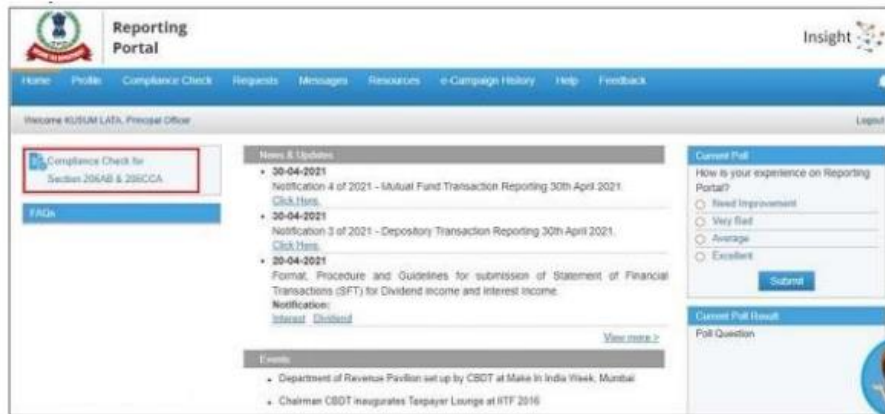 Reporting
Portal
Insight
Home Profile Compliance Check Requests Messages Resources e-Campaign History Help Feedback
Welcome KUSUM LATA, Principal Officer
Logout
Compliance Check for
Section 206AB & 206CCA
FAQs
News & Updates
• 30-04-2021
Notification 4 of 2021 - Mutual Fund Transaction Reporting 30th April 2021.
Click Here.
• 30-04-2021
Notification 3 of 2021 - Depository Transaction Reporting 30th April 2021.
Click Here.
• 20-04-2021
Format, Procedure and Guidelines for submission of Statement of Financial
Transactions (SFT) for Dividend income and Interest Income.
Notification:
Interest Dividend
View more >
Events
• Department of Revenue Pavilion set up by CBDT at Make In India Week, Mumbai
• Chairman CBDT inaugurates Taxpayer Lounge at IITF 2016
Current Poll
How is your experience on Reporting
Portal?
Need Improvement
Very Bad
Average
Excellent
Submit
Current Poll Result
Poll Question